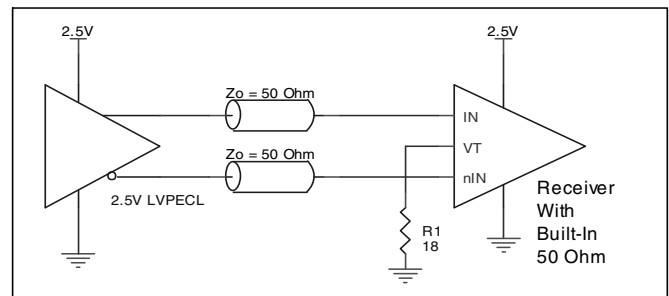 2.5V
2.5V
Zo = 50 Ohm
IN
VT
Zo = 50 Ohm
nIN
2.5V LVPECL
R1
18
Receiver
With
Built-In
50 Ohm